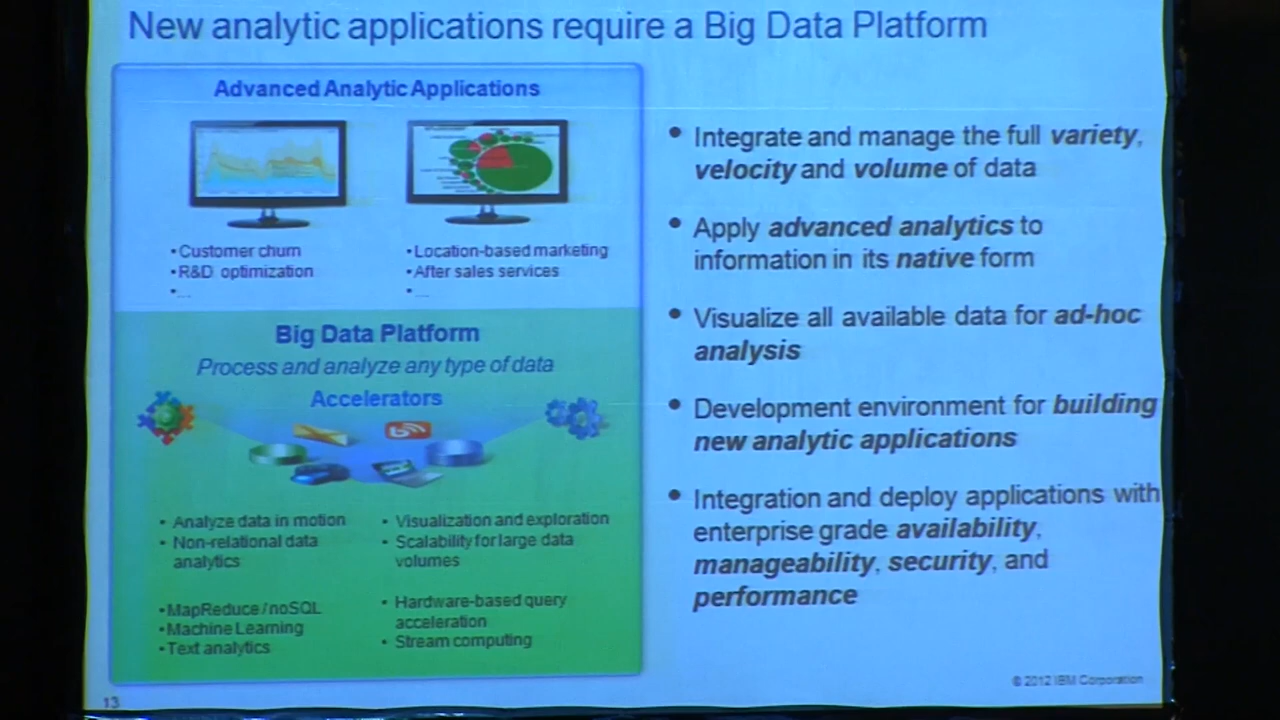 New analytic applications require a Big Data Platform
Advanced Analytic Applications
•Customer churn
•R&D optimization
•...
•Location-based marketing
•After sales services
•...
Big Data Platform
Process and analyze any type of data
Accelerators
• Analyze data in motion
• Non-relational data
analytics
•MapReduce / noSQL
•Machine Learning
•Text analytics
• Visualization and exploration
• Scalability for large data
volumes
• Hardware-based query
acceleration
• Stream computing
• Integrate and manage the full variety,
velocity and volume of data
• Apply advanced analytics to
information in its native form
• Visualize all available data for ad-hoc
analysis
• Development environment for building
new analytic applications
• Integration and deploy applications with
enterprise grade availability,
manageability, security, and
performance
© 2012 IBM Corporation
13